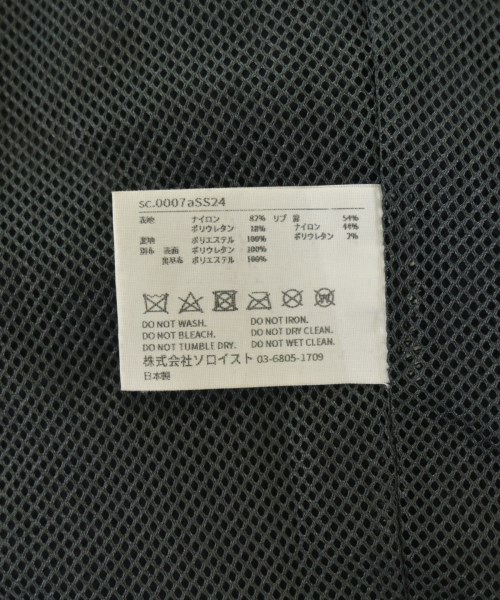 sc.0007aSS24
表地 ナイロン 82% リブ 綿 54%
ポリウレタン 18% ナイロン 44%
裏地 ポリエステル 100% ポリウレタン 2%
別布 表面 ポリウレタン 100%
裏基布 ポリエステル 100%
DO NOT WASH. DO NOT IRON.
DO NOT BLEACH. DO NOT DRY CLEAN.
DO NOT TUMBLE DRY. DO NOT WET CLEAN.
株式会社ソロイスト 03-6805-1709
日本製